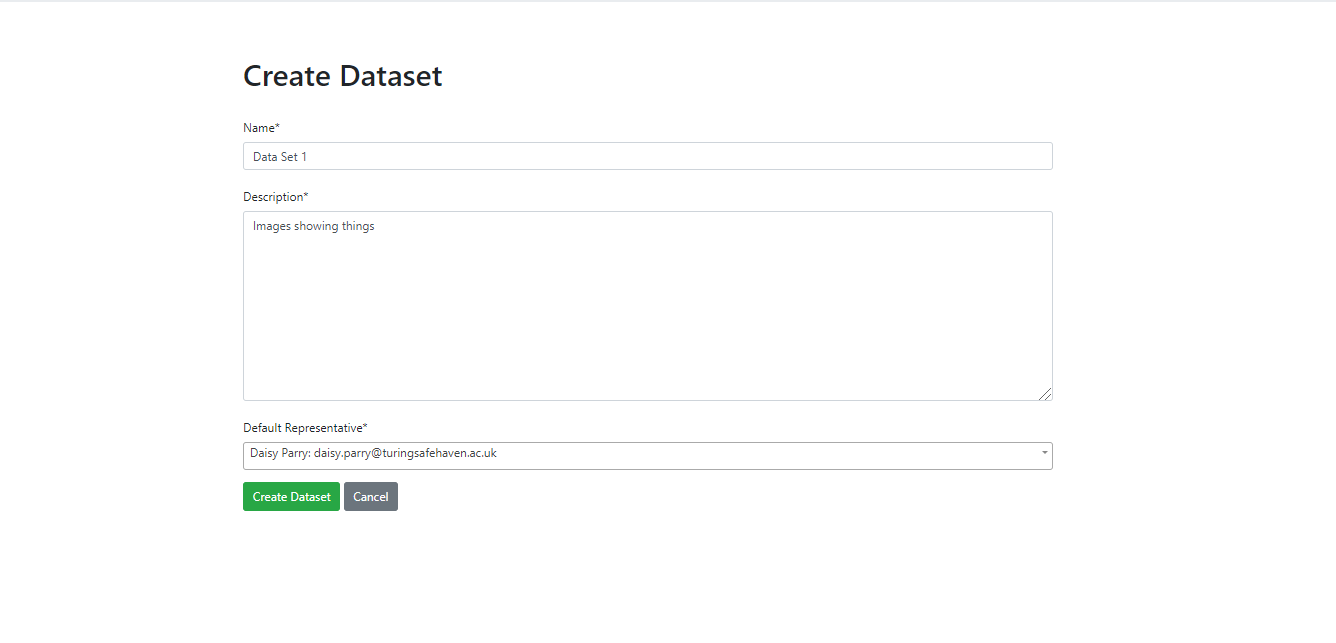 Create Dataset
Name*
Data Set 1
Description*
Images showing things
Default Representative*
Daisy Parry: daisy.parry@turingsafehaven.ac.uk
Create Dataset Cancel